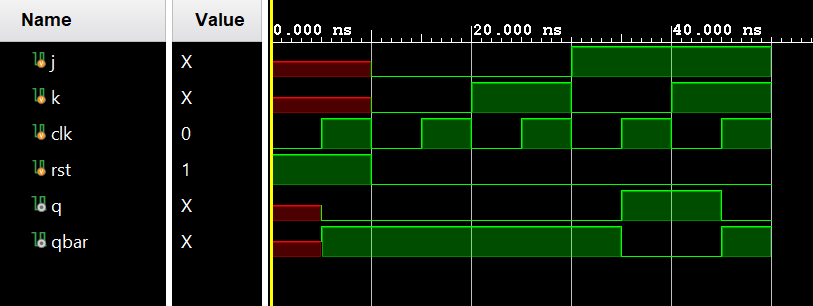 Name Value
0.000 ns 20.000 ns 40.000 ns
j X
k X
clk 0
rst 1
q X
qbar X